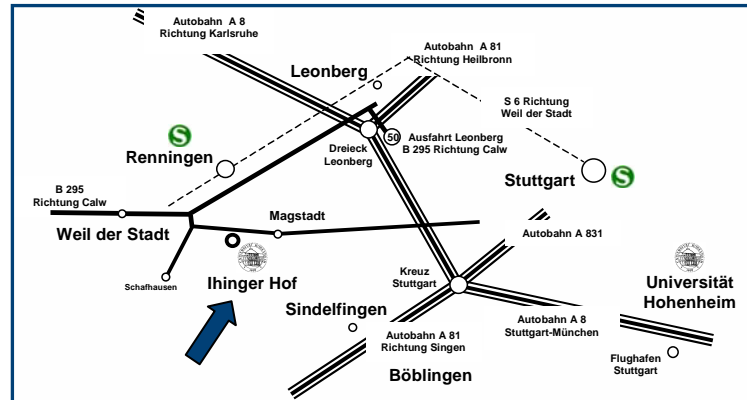 Autobahn A 8
Richtung Karlsruhe
Autobahn A 81
Richtung Heilbronn
Leonberg
S 6 Richtung
Weil der Stadt
S
50
Ausfahrt Leonberg
B 295 Richtung Calw
Dreieck
Leonberg
Renningen
Stuttgart
S
B 295
Richtung Calw
Magstadt
Weil der Stadt
Autobahn A 831
Schafhausen
Ihinger Hof
Kreuz
Stuttgart
Universität
Hohenheim
Sindelfingen
Autobahn A 8
Stuttgart-München
Autobahn A 81
Richtung Singen
Flughafen
Stuttgart
Böblingen